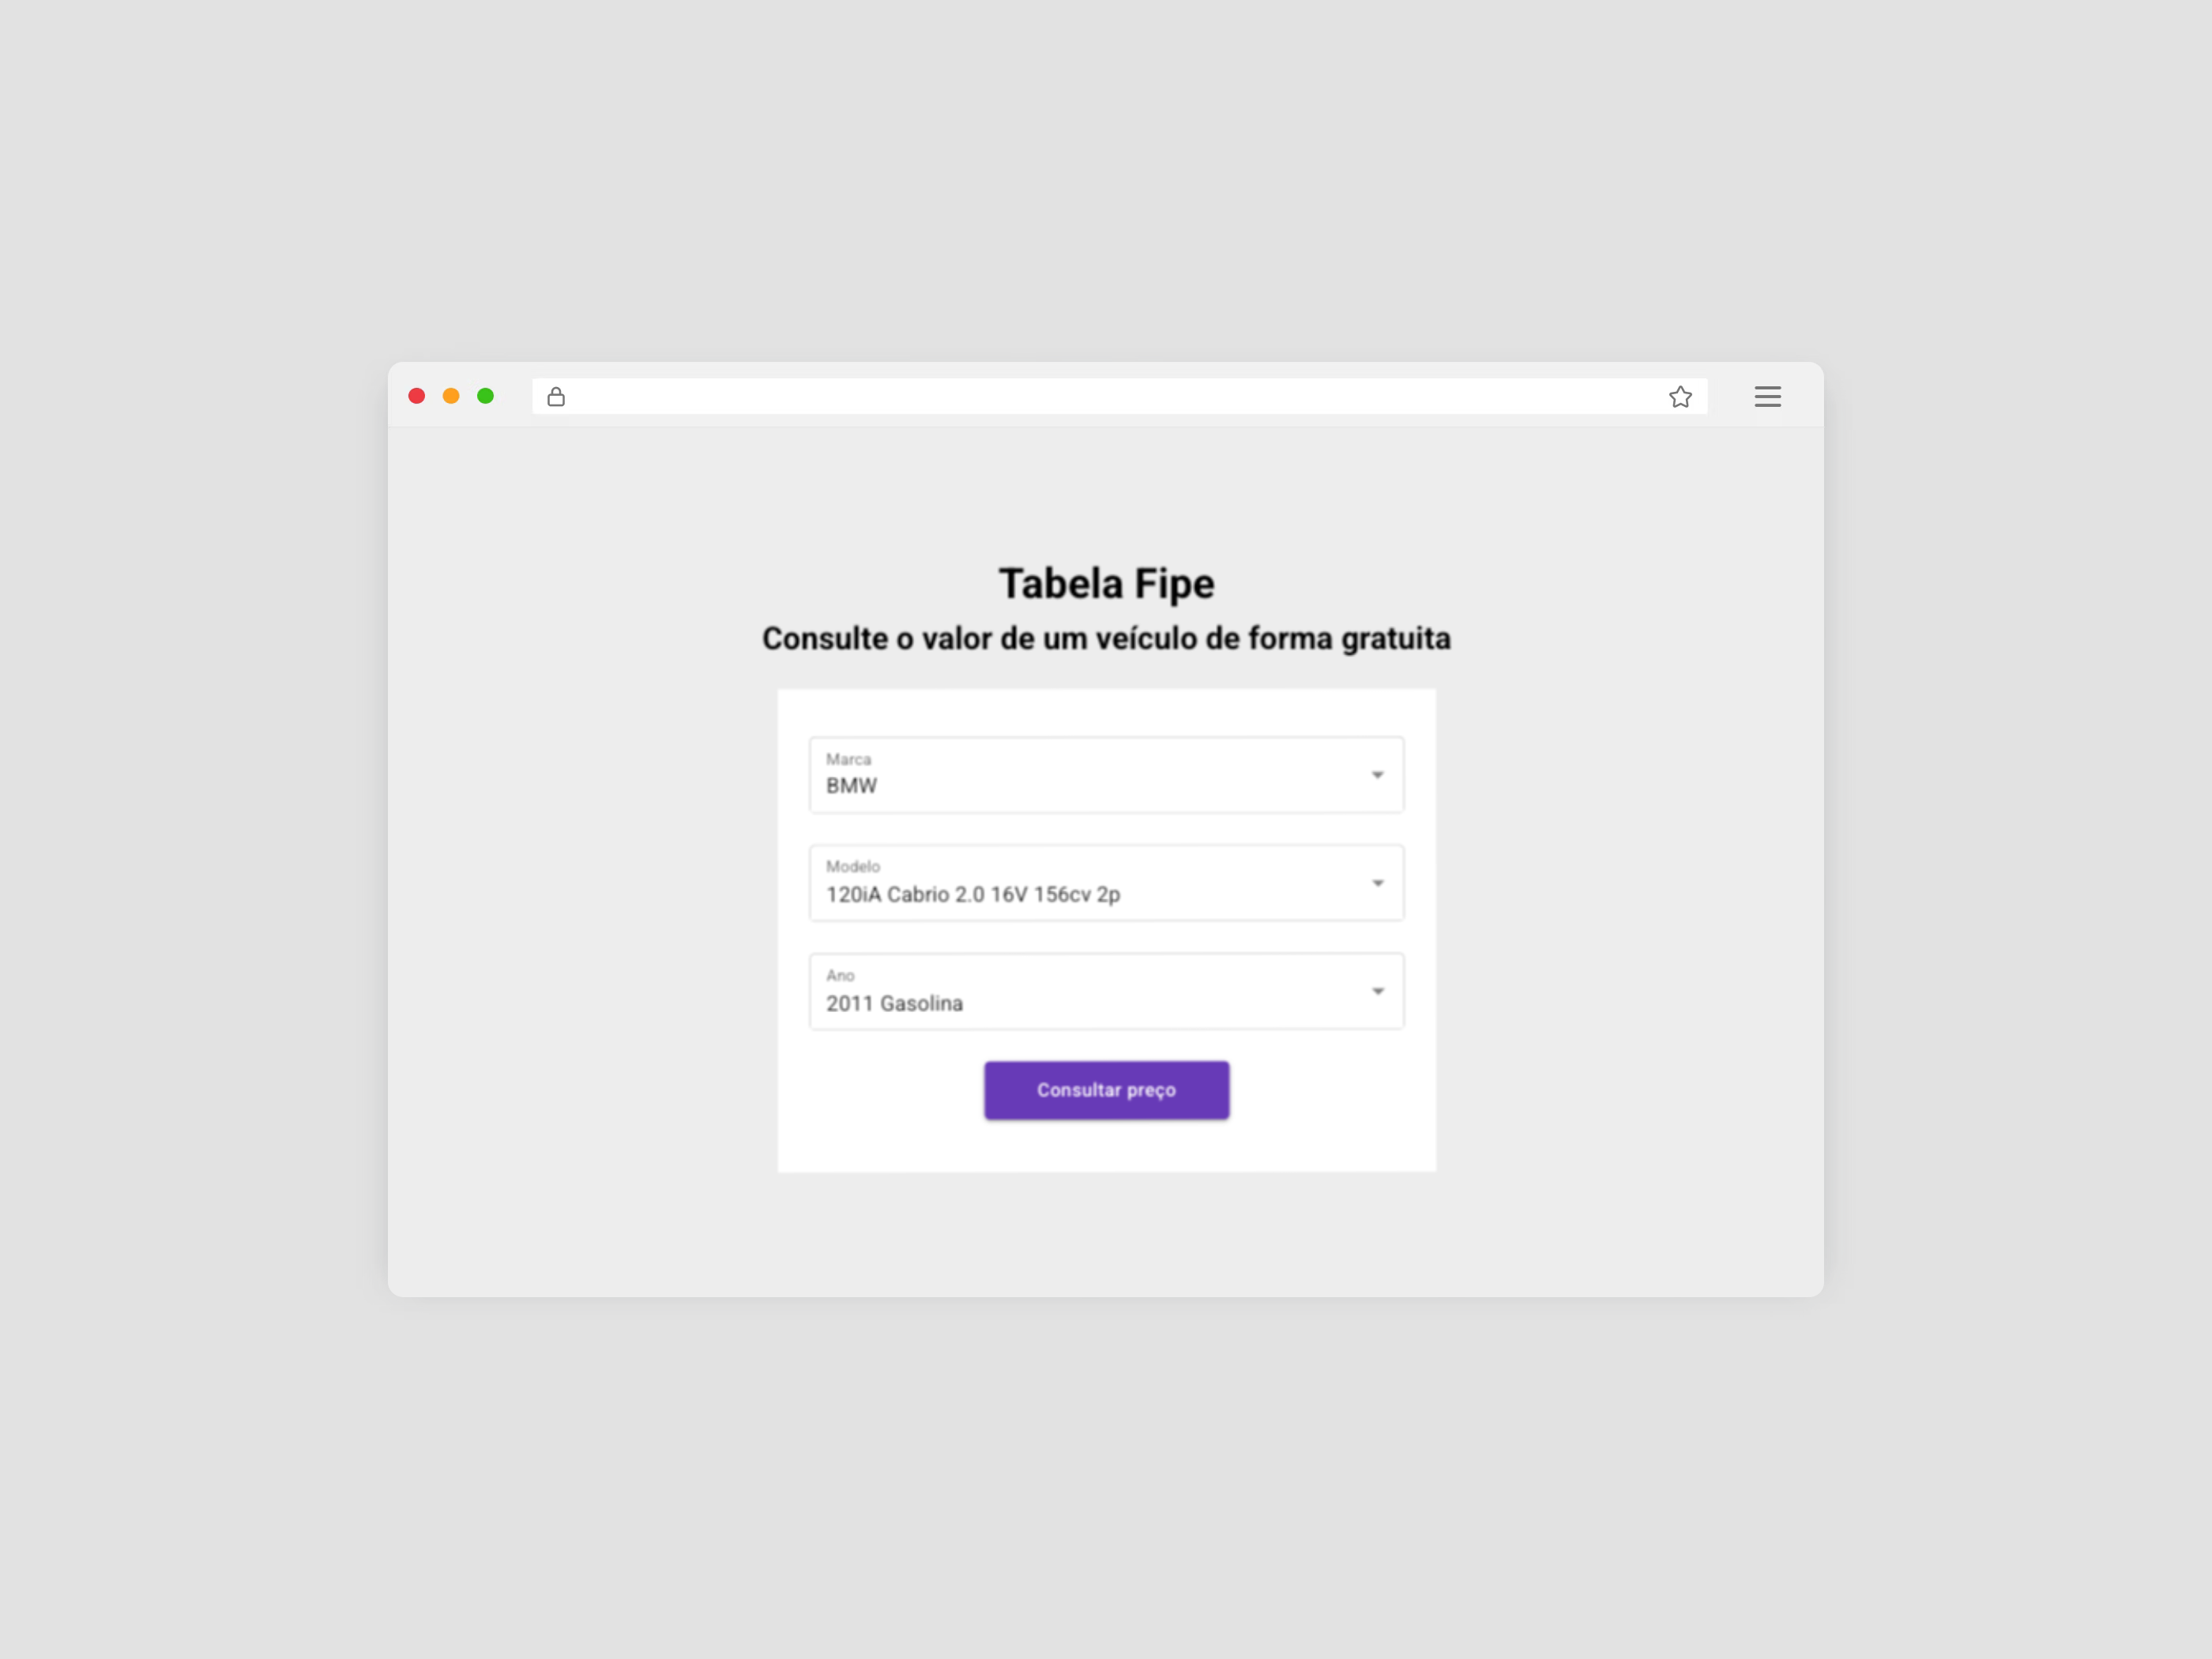 Tabela Fipe
Consulte o valor de um veículo de forma gratuita
Marca
BMW
Modelo
120iA Cabrio 2.0 16V 156cv 2p
Ano
2011 Gasolina
Consultar preço